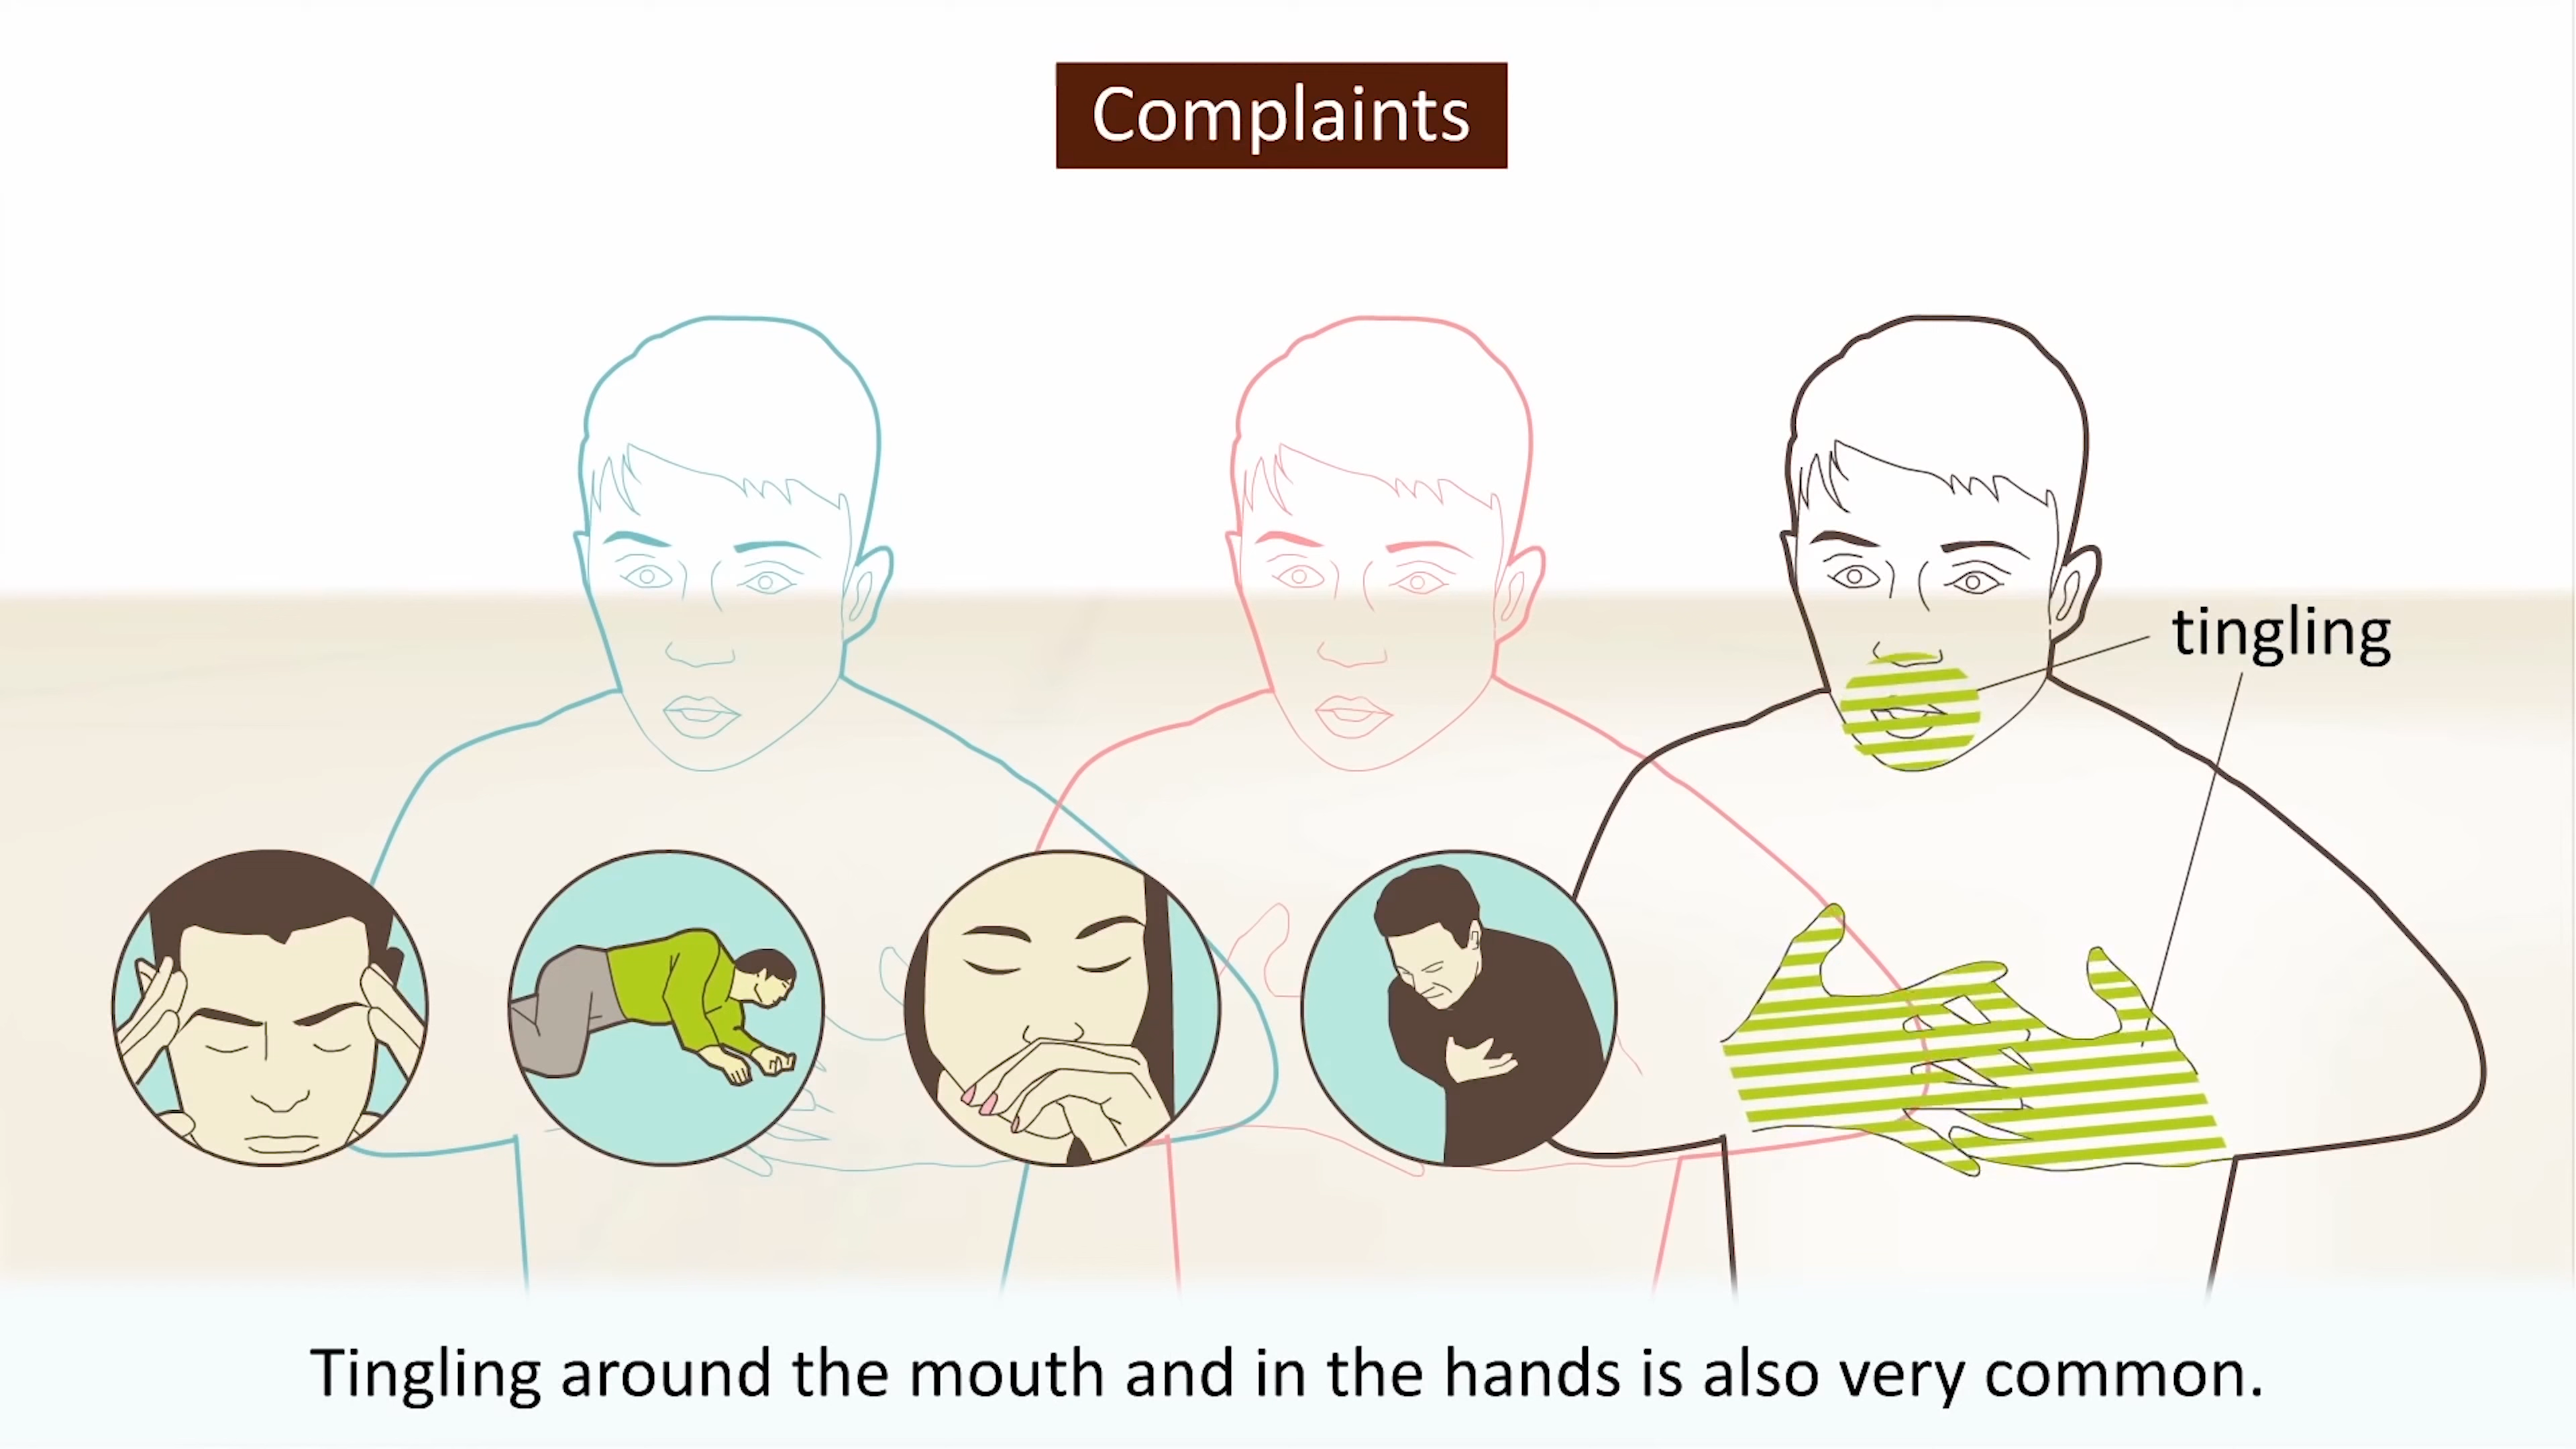 Complaints
tingling
Tingling around the mouth and in the hands is also very common.